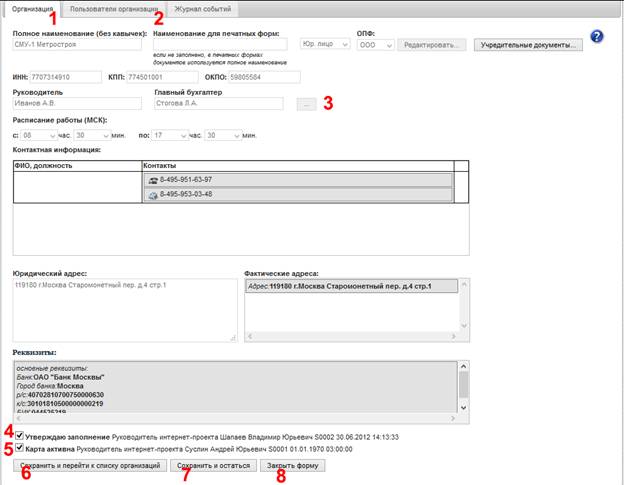 Организация Пользователи организации Журнал событий
1 2
Полное наименование (без кавычек): Наименование для печатных форм: ОПФ:
СМУ-1 Метростроя Юр. лицо ООО Редактировать... Учредительные документы... ?
если не заполнено, в печатных формах
документов используется полное наименование
ИНН: 7707314910 КПП: 774501001 ОКПО: 59805584
Руководитель Главный бухгалтер
Иванов А.В. Стогова Л.А. ... 3
Расписание работы (МСК):
с: 08 час. 30 мин. по: 17 час. 30 мин.
Контактная информация:
ФИО, должность Контакты
8-495-951-63-97
8-495-953-03-48
Юридический адрес: Фактические адреса:
119180 г.Москва Старомонетный пер. д.4 стр.1 Адрес:119180 г.Москва Старомонетный пер. д.4 стр.1
Реквизиты:
основные реквизиты:
Банк:ОАО "Банк Москвы"
Город банка:Москва
р/с:40702810700750000630
к/с:30101810500000000219
БИК:044525219
4 Утверждаю заполнение Руководитель интернет-проекта Шапаев Владимир Юрьевич S0002 30.06.2012 14:13:33
5 Карта активна Руководитель интернет-проекта Суслин Андрей Юрьевич S0001 01.01.1970 03:00:00
Сохранить и перейти к списку организаций Сохранить и остаться Закрыть форму
6 7 8